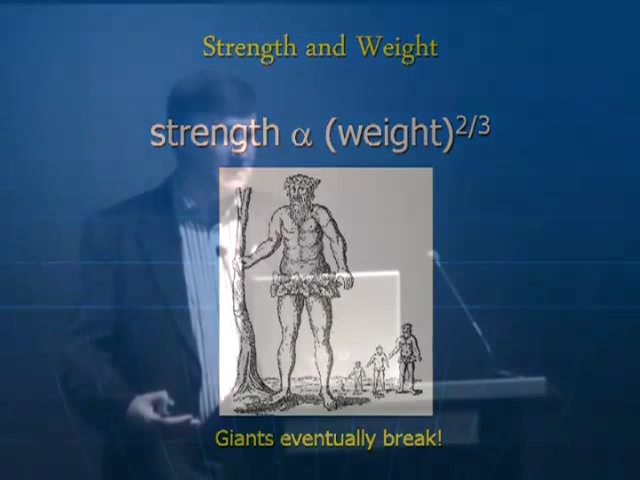 Strength and Weight
strength α (weight)^2/3
Giants eventually break!